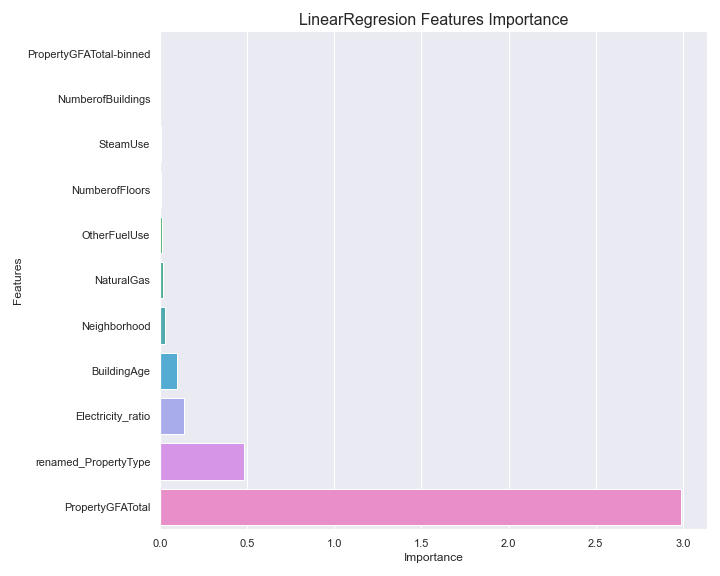 LinearRegresion Features Importance
Features
PropertyGFATotal-binned
NumberofBuildings
SteamUse
NumberofFloors
OtherFuelUse
NaturalGas
Neighborhood
BuildingAge
Electricity_ratio
renamed_PropertyType
PropertyGFATotal
0.0 0.5 1.0 1.5 2.0 2.5 3.0
Importance